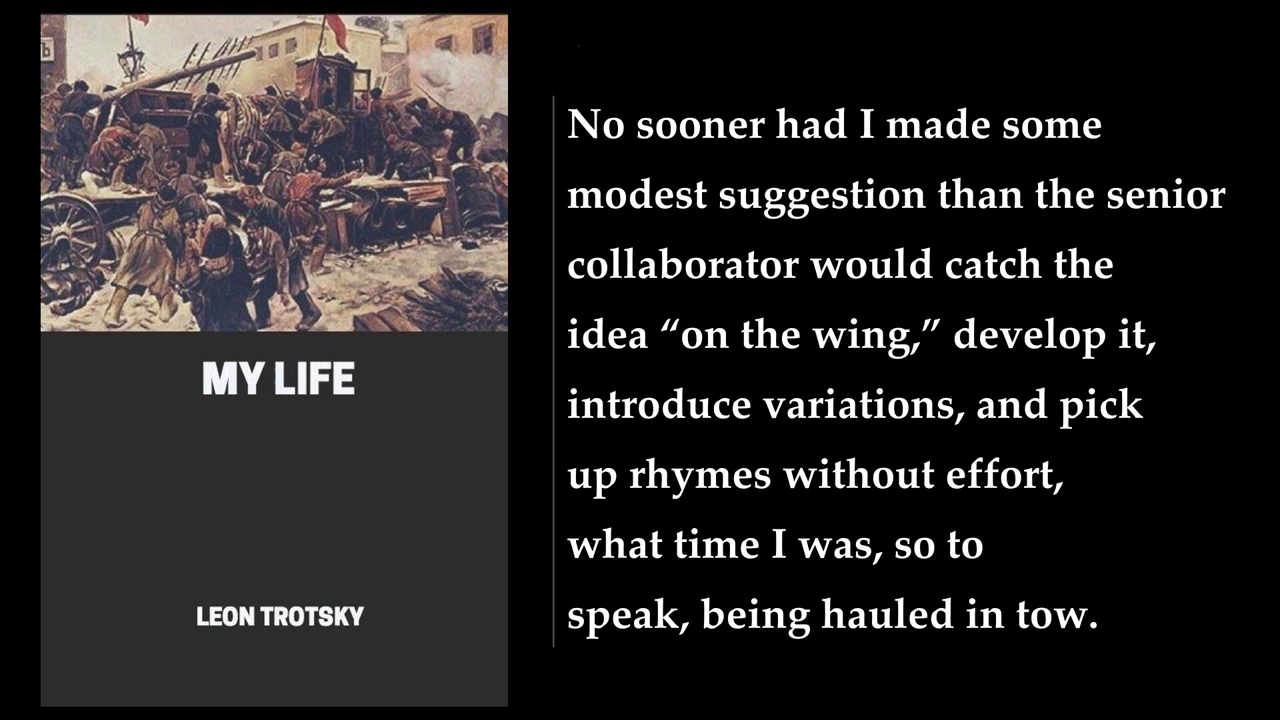 MY LIFE
LEON TROTSKY
No sooner had I made some
modest suggestion than the senior
collaborator would catch the
idea “on the wing,” develop it,
introduce variations, and pick
up rhymes without effort,
what time I was, so to
speak, being hauled in tow.